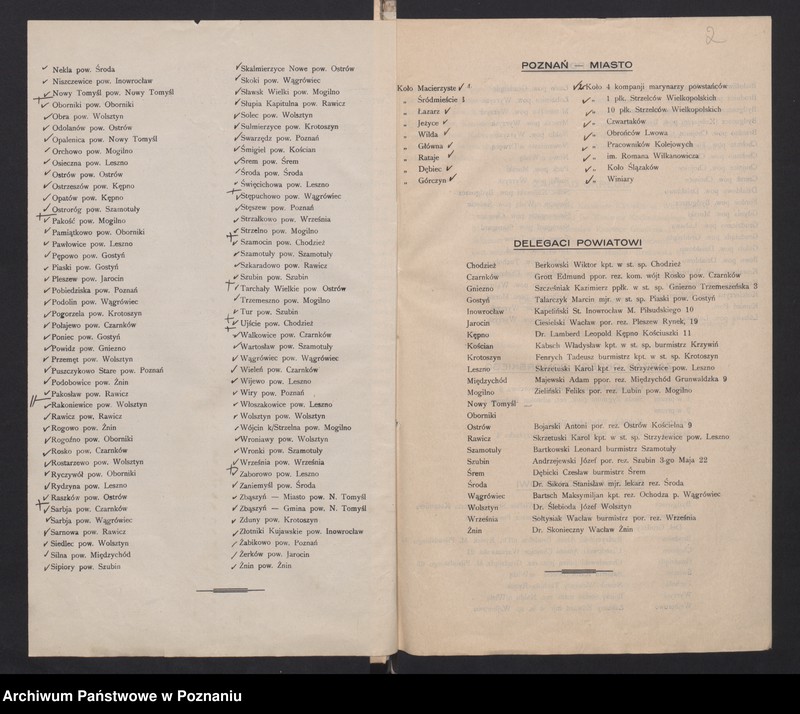 Nekla pow. Środa
Niszczewice pow. Inowrocław
Nowy Tomyśl pow. Nowy Tomyśl
Oborniki pow. Oborniki
Obra pow. Wolsztyn
Odolanów pow. Ostrów
Opalenica pow. Nowy Tomyśl
Orchowo pow. Mogilno
Osieczna pow. Leszno
Ostrów pow. Ostrów
Ostrzeszów pow. Kępno
Opatów pow. Kępno
Ostroróg pow. Szamotuły
Pakość pow. Mogilno
Pamiątkowo pow. Oborniki
Pawłowice pow. Leszno
Pępowo pow. Gostyń
Piaski pow. Gostyń
Pleszew pow. Jarocin
Pobiedziska pow. Poznań
Podolin pow. Wągrówiec
Pogorzela pow. Krotoszyn
Połajewo pow. Czarnków
Poniec pow. Gostyń
Powidz pow. Gniezno
Przemęt pow. Wolsztyn
Puszczykowo Stare pow. Poznań
Podobowice pow. Żnin
Pakosław pow. Rawicz
Rakoniewice pow. Wolsztyn
Rawicz pow. Rawicz
Rogowo pow. Żnin
Rogoźno pow. Oborniki
Rosko pow. Czarnków
Rostarzewo pow. Wolsztyn
Ryczywół pow. Oborniki
Rydzyna pow. Leszno
Raszków pow. Ostrów
Sarbja pow. Czarnków
Sarbja pow. Wągrówiec
Sarnowa pow. Rawicz
Siedlec pow. Wolsztyn
Silna pow. Międzychód
Sipiory pow. Szubin
Skalmierzyce Nowe pow. Ostrów
Skoki pow. Wągrówiec
Sławsk Wielki pow. Mogilno
Słupia Kapitulna pow. Rawicz
Solec pow. Wolsztyn
Sulmierzyce pow. Krotoszyn
Swarzędz pow. Poznań
Śmigiel pow. Kościan
Śrem pow. Śrem
Środa pow. Środa
Święcichowa pow. Leszno
Stępuchowo pow. Wągrówiec
Stęszew pow. Poznań
Strzałkowo pow. Września
Strzelno pow. Mogilno
Szamocin pow. Chodzież
Szamotuły pow. Szamotuły
Szkaradowo pow. Rawicz
Szubin pow. Szubin
Tarchały Wielkie pow Ostrów
Trzemeszno pow. Mogilno
Tur pow. Szubin
Ujście pow. Chodzież
Walkowice pow. Czarnków
Wartosław pow. Szamotuły
Wągrówiec pow. Wągrówiec
Wieleń pow. Czarnków
Wijewo pow. Leszno
Wiry pow. Poznań
Włoszakowice pow. Leszno
Wolsztyn pow. Wolsztyn
Wójcin k/Strzelna pow. Mogilno
Wroniawy pow. Wolsztyn
Wronki pow. Szamotuły
Września pow. Września
Zaborowo pow. Leszno
Zaniemyśl pow. Środa
Zbąszyń — Miasto pow. N. Tomyśl
Zbąszyń — Gmina pow. N. Tomyśl
Zduny pow. Krotoszyn
Złotniki Kujawskie pow. Inowrocław
Żabikowo pow. Poznań
Żerków pow. Jarocin
Żnin pow. Żnin
2
POZNAŃ — MIASTO
Koło Macierzyste
„ Śródmieście 1
„ Łazarz
„ Jeżyce
„ Wilda
„ Główna
„ Rataje
„ Dębiec
„ Górczyn
Koło 4 kompanji marynarzy powstańców
„ 1 plk. Strzelców Wielkopolskich
„ 10 plk. Strzelców Wielkopolskich
„ Czwartaków
„ Obrońców Lwowa
„ Pracowników Kolejowych
„ im. Romana Wilkanowicza
„ Koło Ślązaków
„ Winiary
DELEGACI POWIATOWI
Chodzież Berkowski Wiktor kpt. w st. sp. Chodzież
Czarnków Grott Edmund ppor. rez. kom. wójt Rosko pow. Czarnków
Gniezno Szcześniak Kazimierz ppłk. w st. sp. Gniezno Trzemeszeńska 3
Gostyń Talarczyk Marcin mjr. w st. sp. Piaski pow. Gostyń
Inowrocław Kapeliński St. Inowrocław M. Piłsudskiego 10
Jarocin Ciesielski Wacław por. rez. Pleszew Rynek, 19
Kępno Dr. Lamberd Leopold Kępno Kościuszki 11
Kościan Kabsch Władysław kpt. w st. sp, burmistrz Krzywiń
Krotoszyn Fenrych Tadeusz burmistrz kpt. w st. sp. Krotoszyn
Leszno Skrzetuski Karol kpt. rez. Strzyżewice pow. Leszno
Międzychód Majewski Adam ppor. rez. Międzychód Grunwaldzka 9
Mogilno Zieliński Feliks por. rez. Lubin pow. Mogilno
Nowy Tomyśl —
Oborniki
Ostrów Bojarski Antoni por. rez. Ostrów Kościelna 9
Rawicz Skrzetuski Karol kpt. w st. sp. Strzyżewice pow. Leszno
Szamotuły Bartkowski Leonard burmistrz Szamotuły
Szubin Andrzejewski Józef por. rez. Szubin 3-go Maja 22
Śrem Dębicki Czesław burmistrz Śrem
Środa Dr. Sikora Stanisław mjr. lekarz rez. Środa
Wągrówiec Bartsch Maksymiljan kpt. rez. Ochodza p. Wągrówiec
Wolsztyn Dr. Ślebioda Józef Wolsztyn
Września Sołtysiak Wacław burmistrz por. rez. Września
Żnin Dr. Skonieczny Wacław Żnin
Archiwum Państwowe w Poznaniu